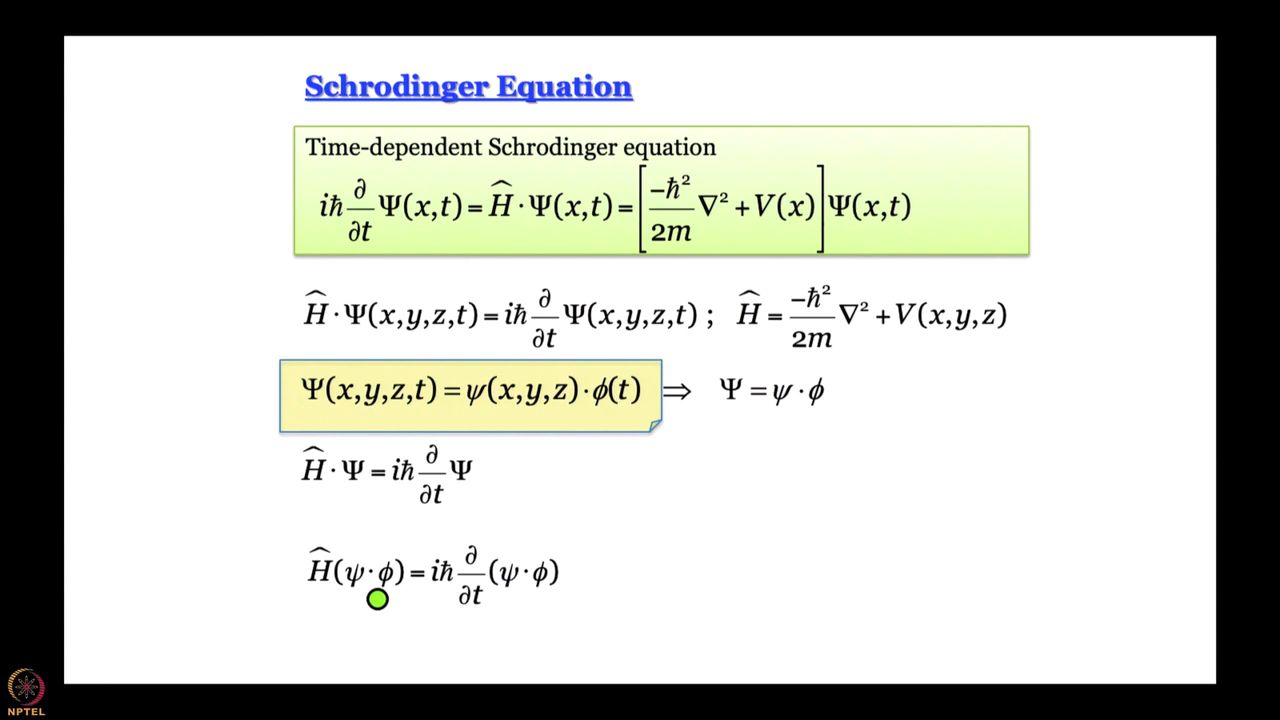 Schrodinger Equation
Time-dependent Schrodinger equation
iħ ∂/∂t Ψ(x,t) = Ĥ · Ψ(x,t) = [−ħ²/2m ∇² + V(x)] Ψ(x,t)
Ĥ · Ψ(x,y,z,t) = iħ ∂/∂t Ψ(x,y,z,t) ; Ĥ = −ħ²/2m ∇² + V(x,y,z)
Ψ(x,y,z,t) = ψ(x,y,z) · ϕ(t) ⇒ Ψ = ψ · ϕ
Ĥ · Ψ = iħ ∂/∂t Ψ
Ĥ(ψ · ϕ) = iħ ∂/∂t (ψ · ϕ)
NPTEL